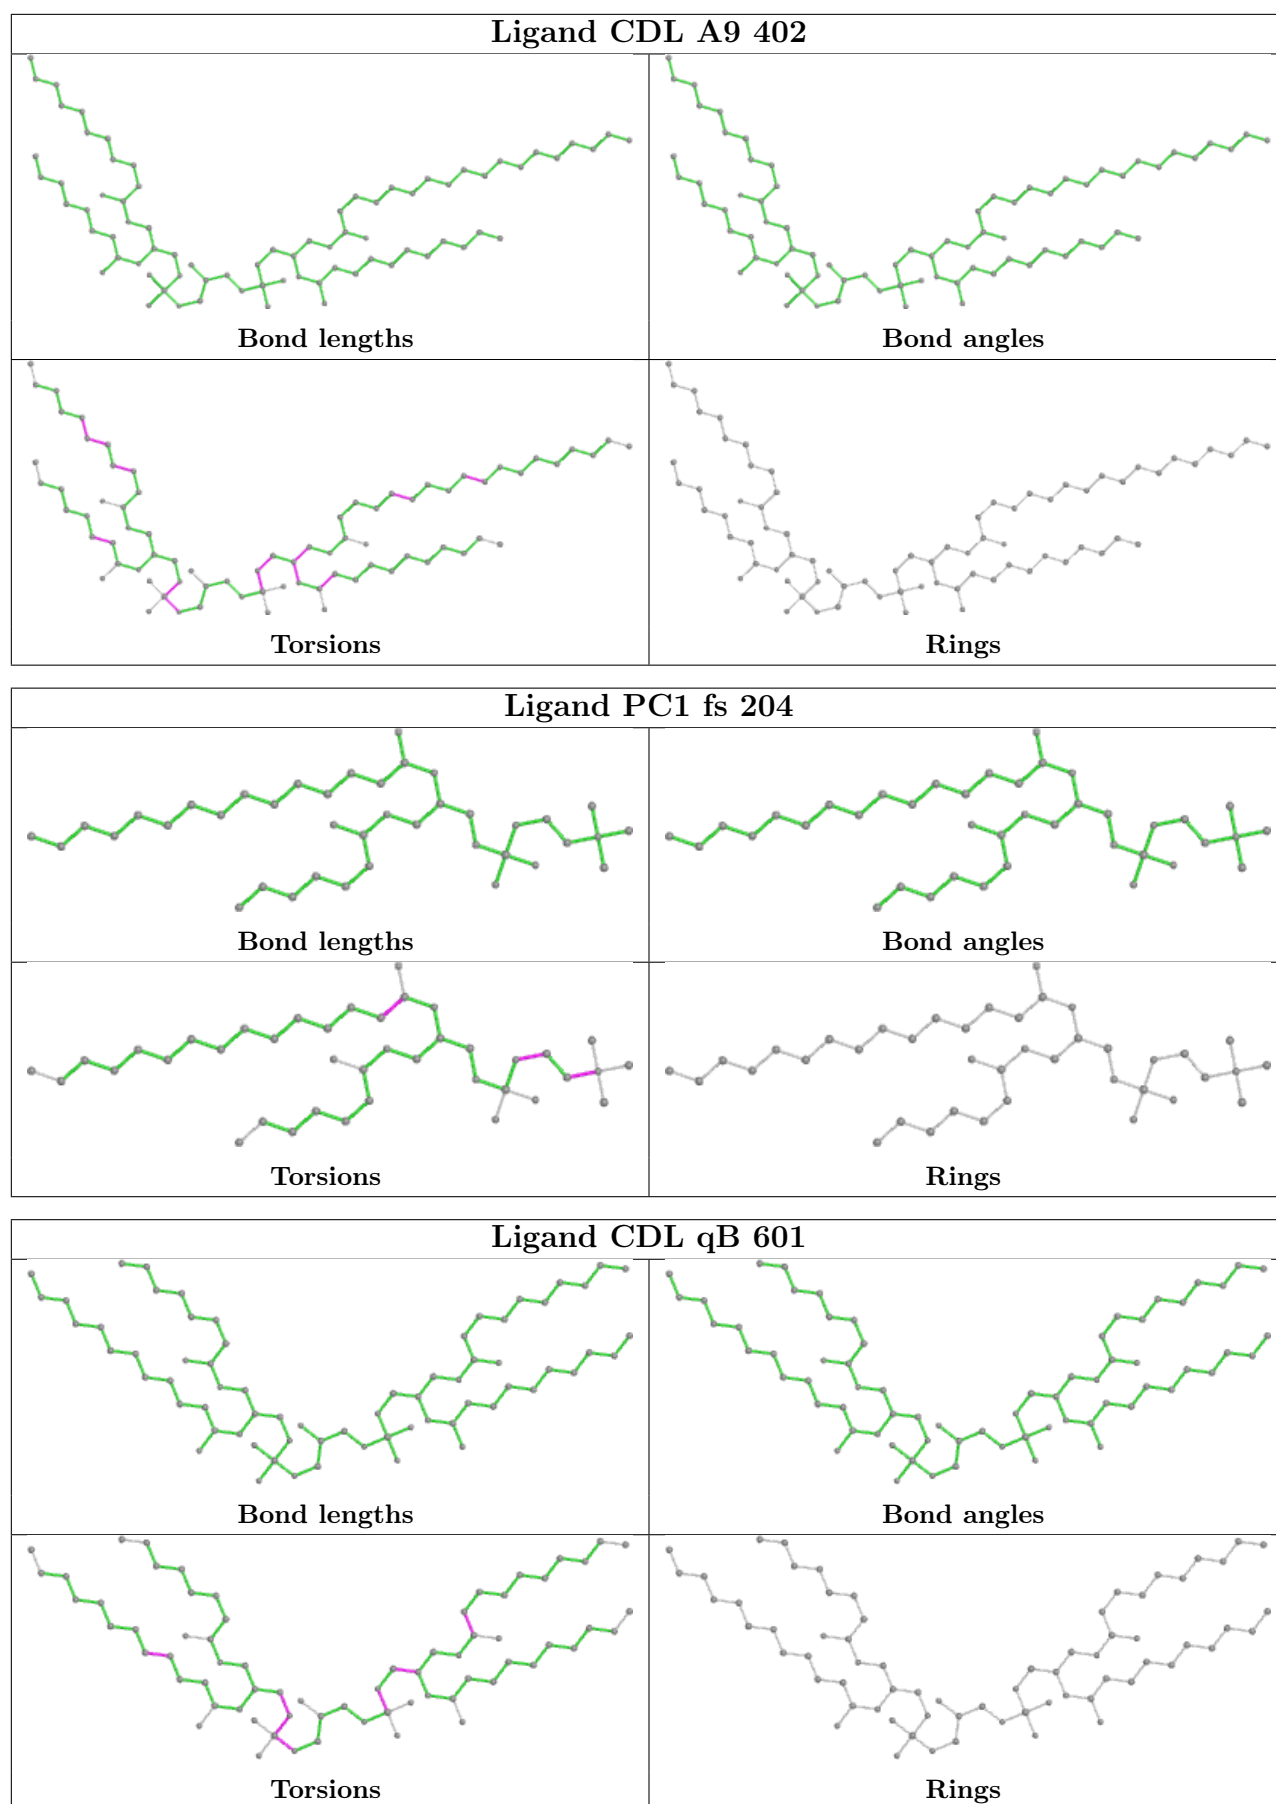 Ligand CDL A9 402
Bond lengths
Bond angles
Torsions
Rings
Ligand PC1 fs 204
Bond lengths
Bond angles
Torsions
Rings
Ligand CDL qB 601
Bond lengths
Bond angles
Torsions
Rings